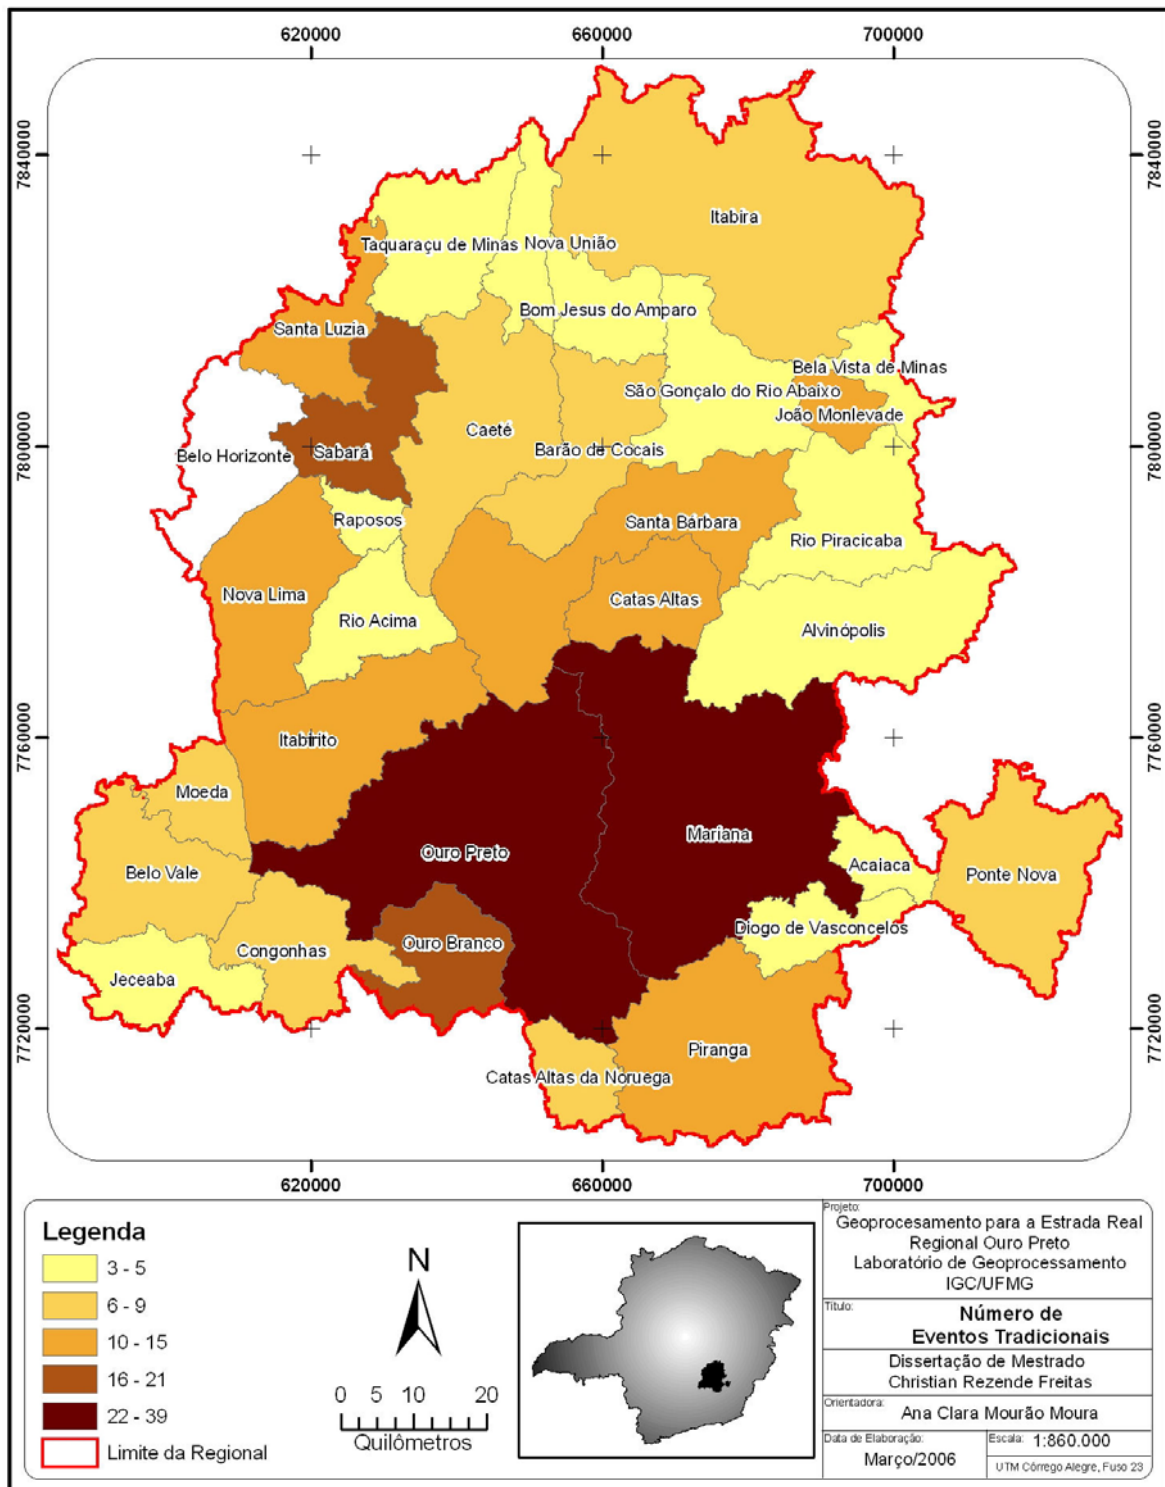 620000 660000 700000
7840000 7840000
Itabira
Taquaraçu de Minas Nova União
Bom Jesus do Amparo
Santa Luzia
Bela Vista de Minas
São Gonçalo do Rio Abaixo
João Monlevade
Caeté
Barão de Cocais
Belo Horizonte Sabará
7800000 7800000
Raposos
Santa Bárbara
Rio Piracicaba
Nova Lima
Catas Altas
Rio Acima
Alvinópolis
Itabirito
7760000 7760000
Moeda
Mariana
Ouro Preto
Acaiaca
Belo Vale
Ponte Nova
Diogo de Vasconcelos
Ouro Branco
Congonhas
Jeceaba
7720000 7720000
Piranga
Catas Altas da Noruega
620000 660000 700000
Legenda
3 - 5
6 - 9
10 - 15
16 - 21
22 - 39
Limite da Regional
N
0 5 10 20
Quilômetros
Projeto:
Geoprocesamento para a Estrada Real
Regional Ouro Preto
Laboratório de Geoprocessamento
IGC/UFMG
Título:
Número de
Eventos Tradicionais
Dissertação de Mestrado
Christian Rezende Freitas
Orientadora:
Ana Clara Mourão Moura
Data de Elaboração:
Março/2006
Escala: 1:860.000
UTM Córrego Alegre, Fuso 23